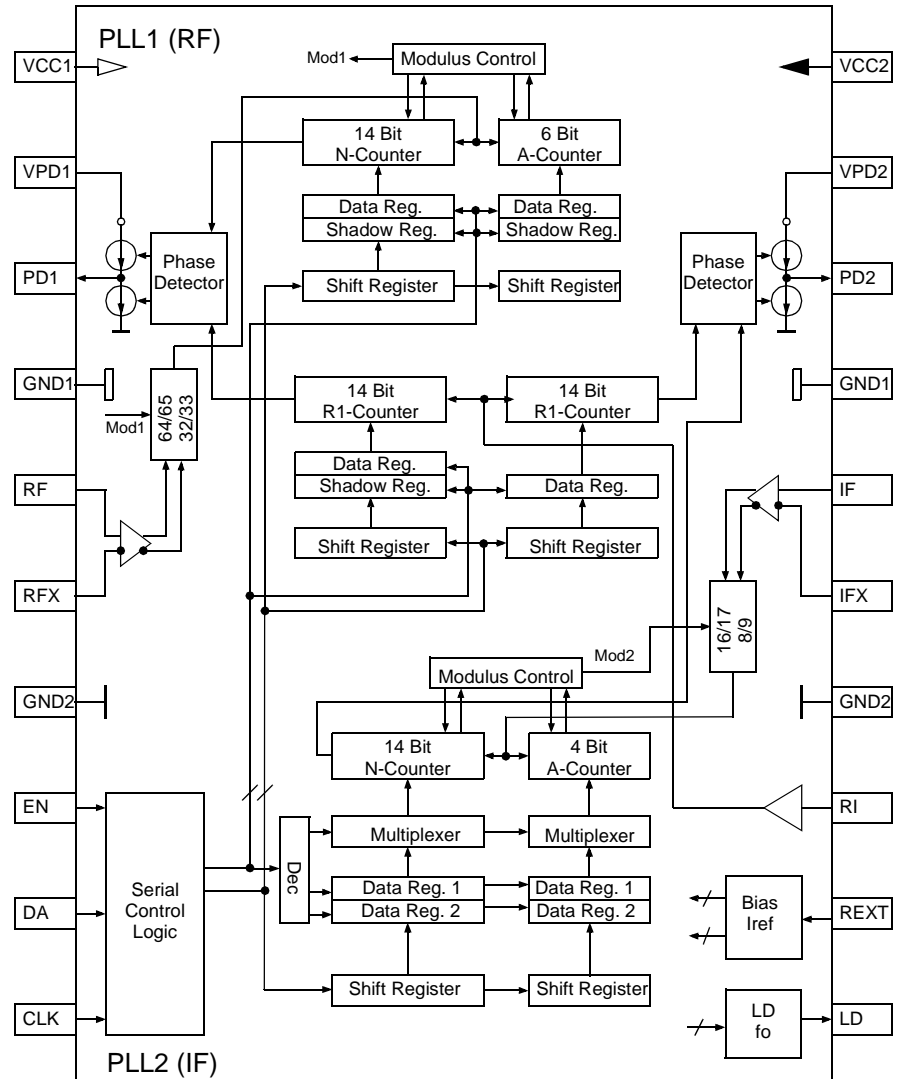 PLL1 (RF)
VCC1
Mod1
Modulus Control
VCC2
14 Bit
N-Counter
6 Bit
A-Counter
VPD1
VPD2
Data Reg.
Shadow Reg.
Data Reg.
Shadow Reg.
Phase
Detector
Phase
Detector
PD1
PD2
Shift Register
Shift Register
GND1
GND1
64/65
32/33
Mod1
14 Bit
R1-Counter
14 Bit
R1-Counter
Data Reg.
Shadow Reg.
Data Reg.
RF
IF
Shift Register
Shift Register
RFX
IFX
16/17
8/9
Mod2
Modulus Control
GND2
GND2
14 Bit
N-Counter
4 Bit
A-Counter
EN
RI
Multiplexer
Multiplexer
Dec
Data Reg. 1
Data Reg. 2
Data Reg. 1
Data Reg. 2
Serial
Control
Logic
DA
Bias
Iref
REXT
Shift Register
Shift Register
CLK
LD
fo
LD
PLL2 (IF)